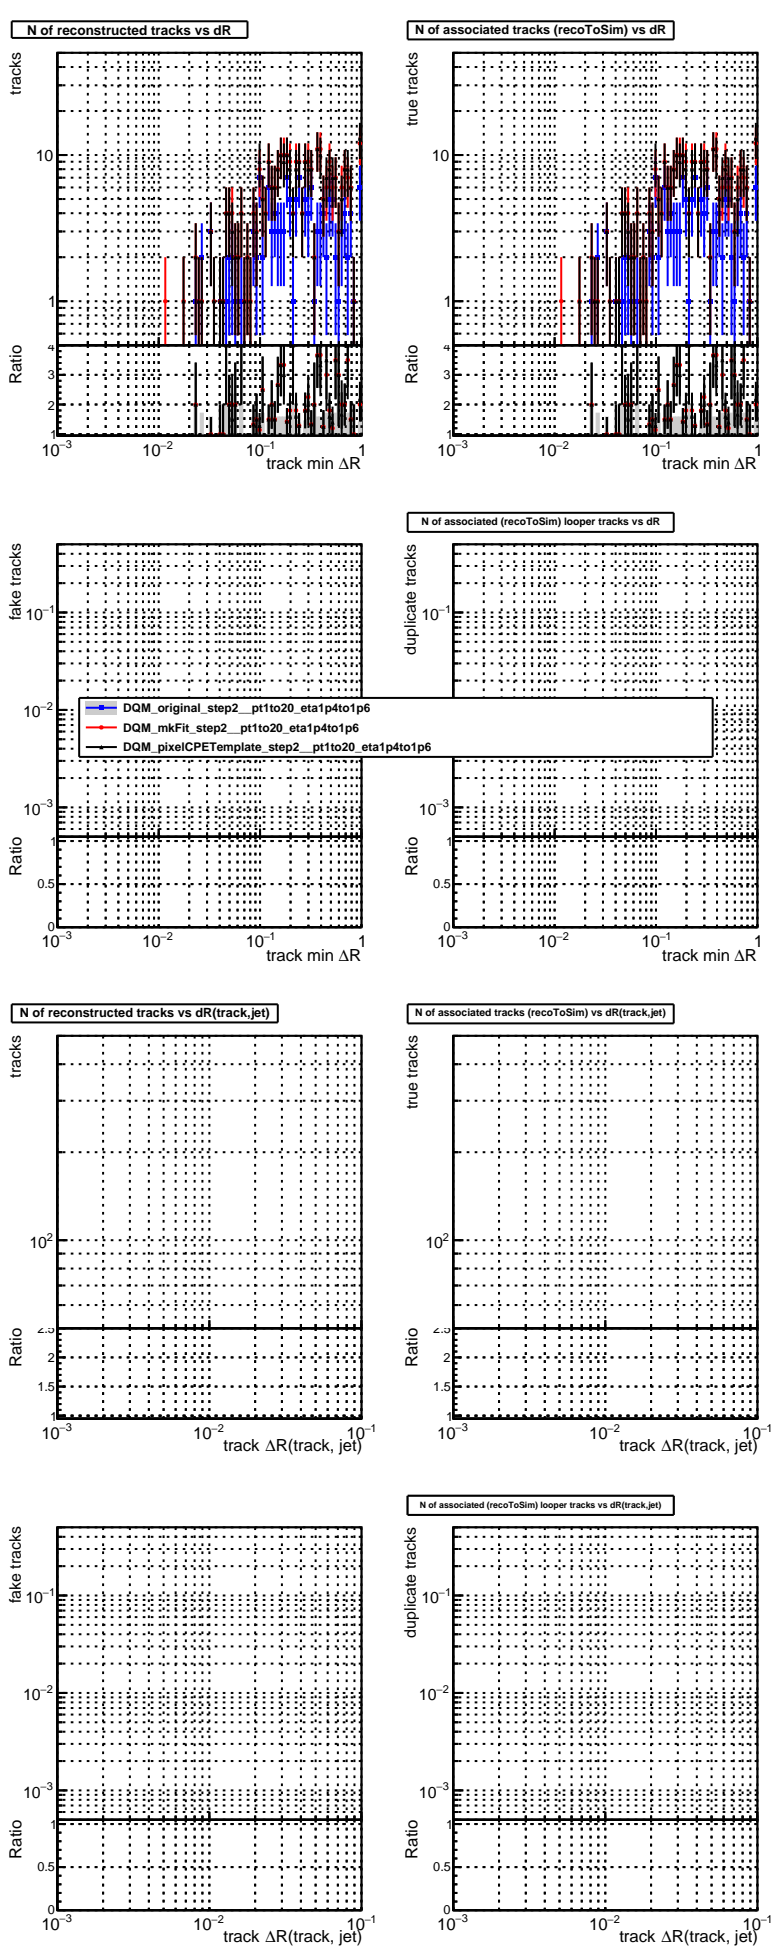 N of reconstructed tracks vs dR
N of associated tracks (recoToSim) vs dR
tracks
10
1
Ratio
4
3
2
1
10−3
10−2
10−1
1
track min ΔR
true tracks
10
1
Ratio
4
3
2
1
10−3
10−2
10−1
1
track min ΔR
N of associated (recoToSim) looper tracks vs dR
fake tracks
10−1
10−2
10−3
Ratio
1
0.5
0
10−3
10−2
10−1
1
track min ΔR
duplicate tracks
10−1
10−3
Ratio
1
0.5
0
10−3
10−2
10−1
1
track min ΔR
DQM_original_step2__pt1to20_eta1p4to1p6
DQM_mkFit_step2__pt1to20_eta1p4to1p6
DQM_pixelCPETemplate_step2__pt1to20_eta1p4to1p6
N of reconstructed tracks vs dR(track,jet)
N of associated tracks (recoToSim) vs dR(track,jet)
tracks
102
Ratio
2.5
2
1.5
1
10−3
10−2
10−1
track ΔR(track, jet)
true tracks
102
Ratio
2.5
2
1.5
1
10−3
10−2
10−1
track ΔR(track, jet)
N of associated (recoToSim) looper tracks vs dR(track,jet)
fake tracks
10−1
10−2
10−3
Ratio
1
0.5
0
10−3
10−2
10−1
track ΔR(track, jet)
duplicate tracks
10−1
10−2
10−3
Ratio
1
0.5
0
10−3
10−2
10−1
track ΔR(track, jet)